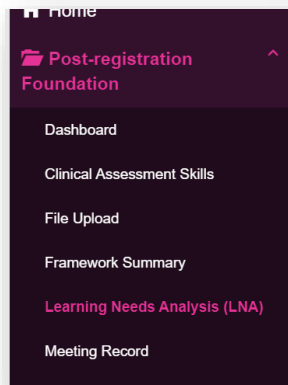 Home
Post-registration
Foundation
Dashboard
Clinical Assessment Skills
File Upload
Framework Summary
Learning Needs Analysis (LNA)
Meeting Record